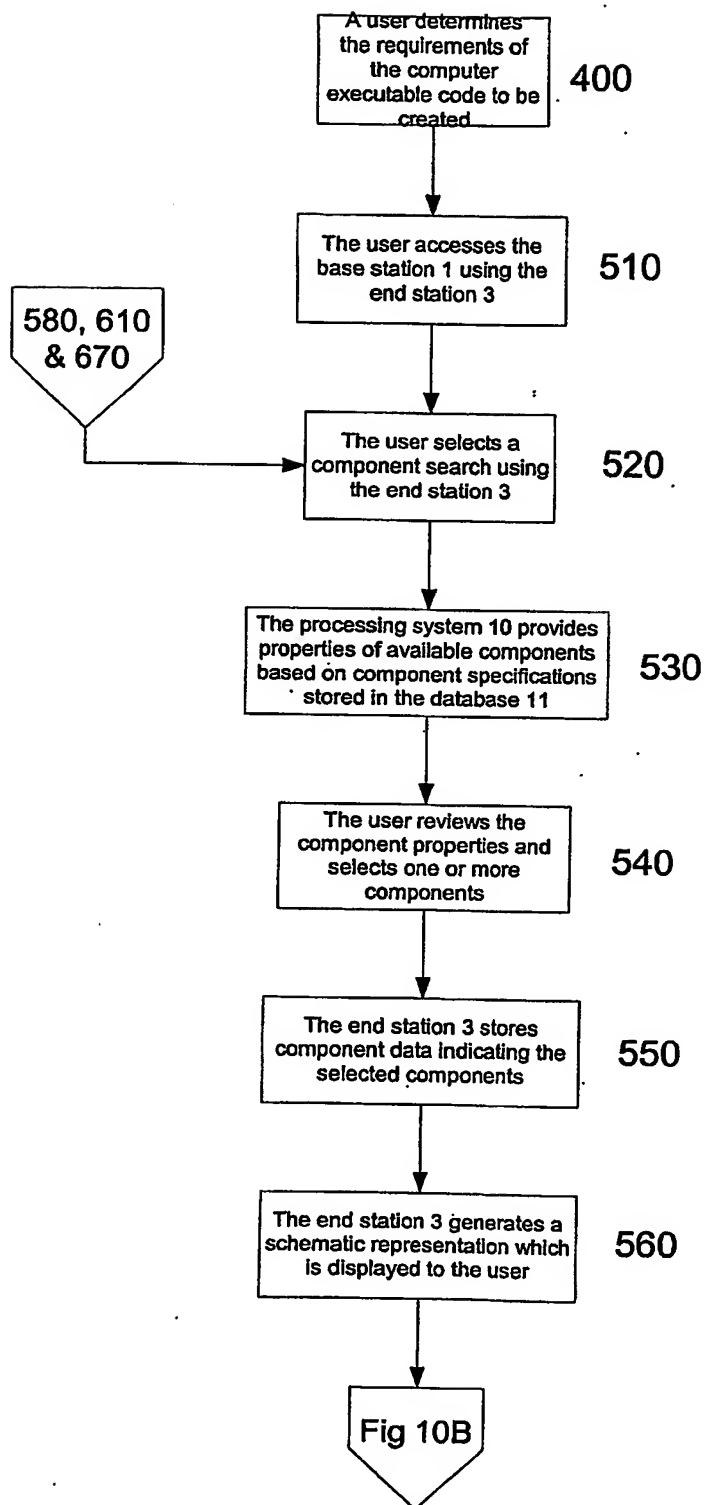 A user determines
the requirements of
the computer
executable code to be
created
400
The user accesses the
base station 1 using the
end station 3
510
580, 610
& 670
The user selects a
component search using
the end station 3
520
The processing system 10 provides
properties of available components
based on component specifications
stored in the database 11
530
The user reviews the
component properties and
selects one or more
components
540
The end station 3 stores
component data indicating the
selected components
550
The end station 3 generates a
schematic representation which
is displayed to the user
560
Fig 10B